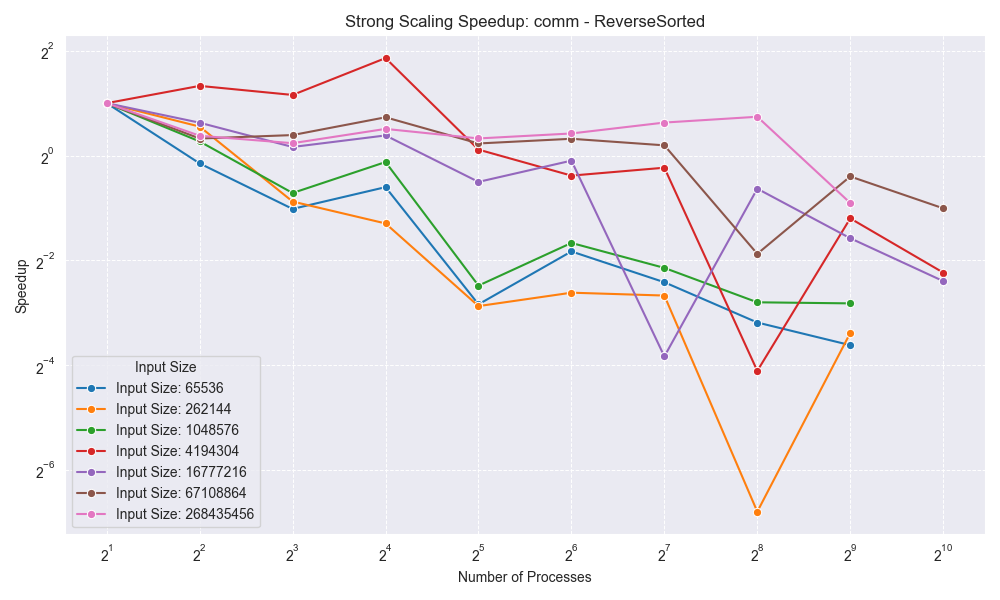 Strong Scaling Speedup: comm - ReverseSorted
Speedup
2^2
2^0
2^−2
2^−4
2^−6
Input Size
Input Size: 65536
Input Size: 262144
Input Size: 1048576
Input Size: 4194304
Input Size: 16777216
Input Size: 67108864
Input Size: 268435456
2^1 2^2 2^3 2^4 2^5 2^6 2^7 2^8 2^9 2^10
Number of Processes